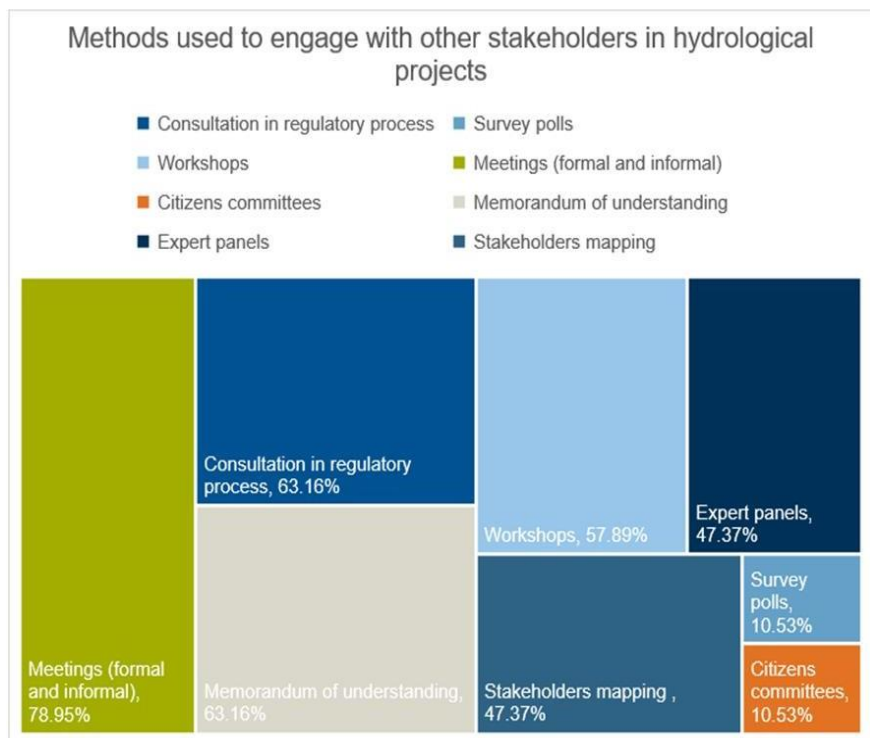 Methods used to engage with other stakeholders in hydrological
projects
Consultation in regulatory process
Survey polls
Workshops
Meetings (formal and informal)
Citizens committees
Memorandum of understanding
Expert panels
Stakeholders mapping
Meetings (formal
and informal),
78.95%
Consultation in regulatory
process, 63.16%
Memorandum of understanding,
63.16%
Workshops, 57.89%
Expert panels,
47.37%
Stakeholders mapping ,
47.37%
Survey
polls,
10.53%
Citizens
committees,
10.53%